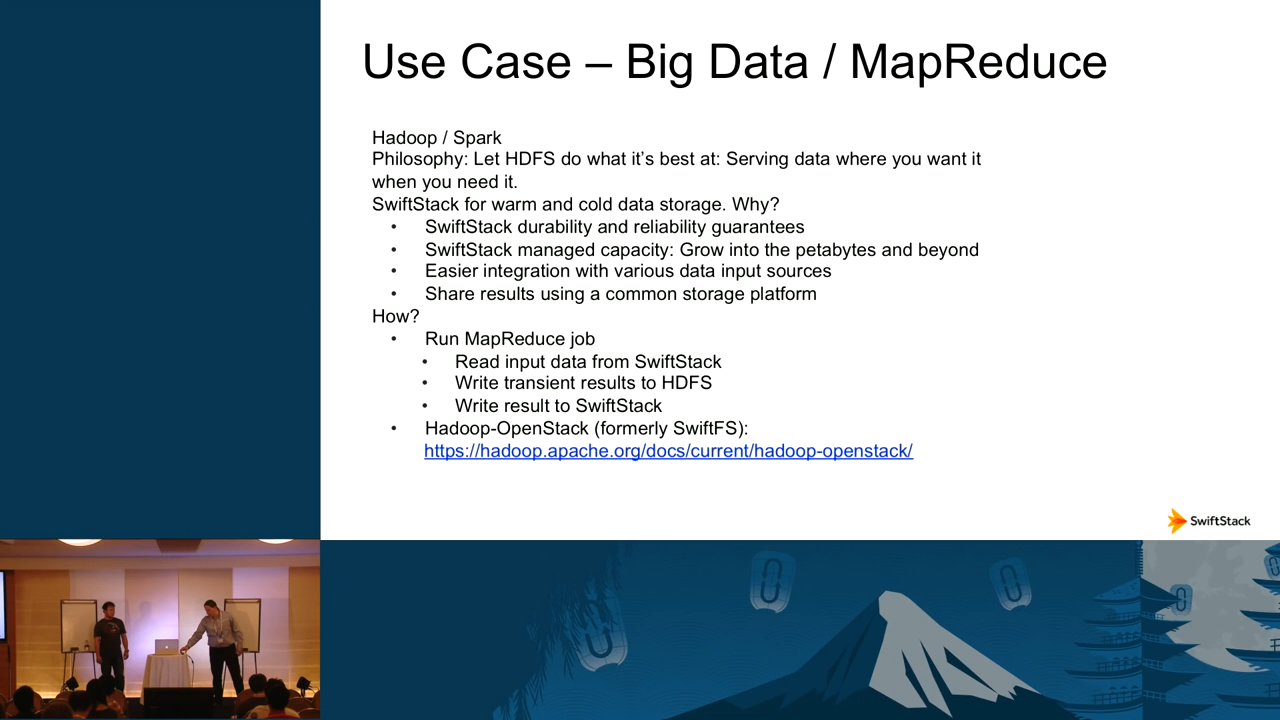 Use Case – Big Data / MapReduce
Hadoop / Spark
Philosophy: Let HDFS do what it’s best at: Serving data where you want it
when you need it.
SwiftStack for warm and cold data storage. Why?
• SwiftStack durability and reliability guarantees
• SwiftStack managed capacity: Grow into the petabytes and beyond
• Easier integration with various data input sources
• Share results using a common storage platform
How?
• Run MapReduce job
• Read input data from SwiftStack
• Write transient results to HDFS
• Write result to SwiftStack
• Hadoop-OpenStack (formerly SwiftFS):
https://hadoop.apache.org/docs/current/hadoop-openstack/
SwiftStack